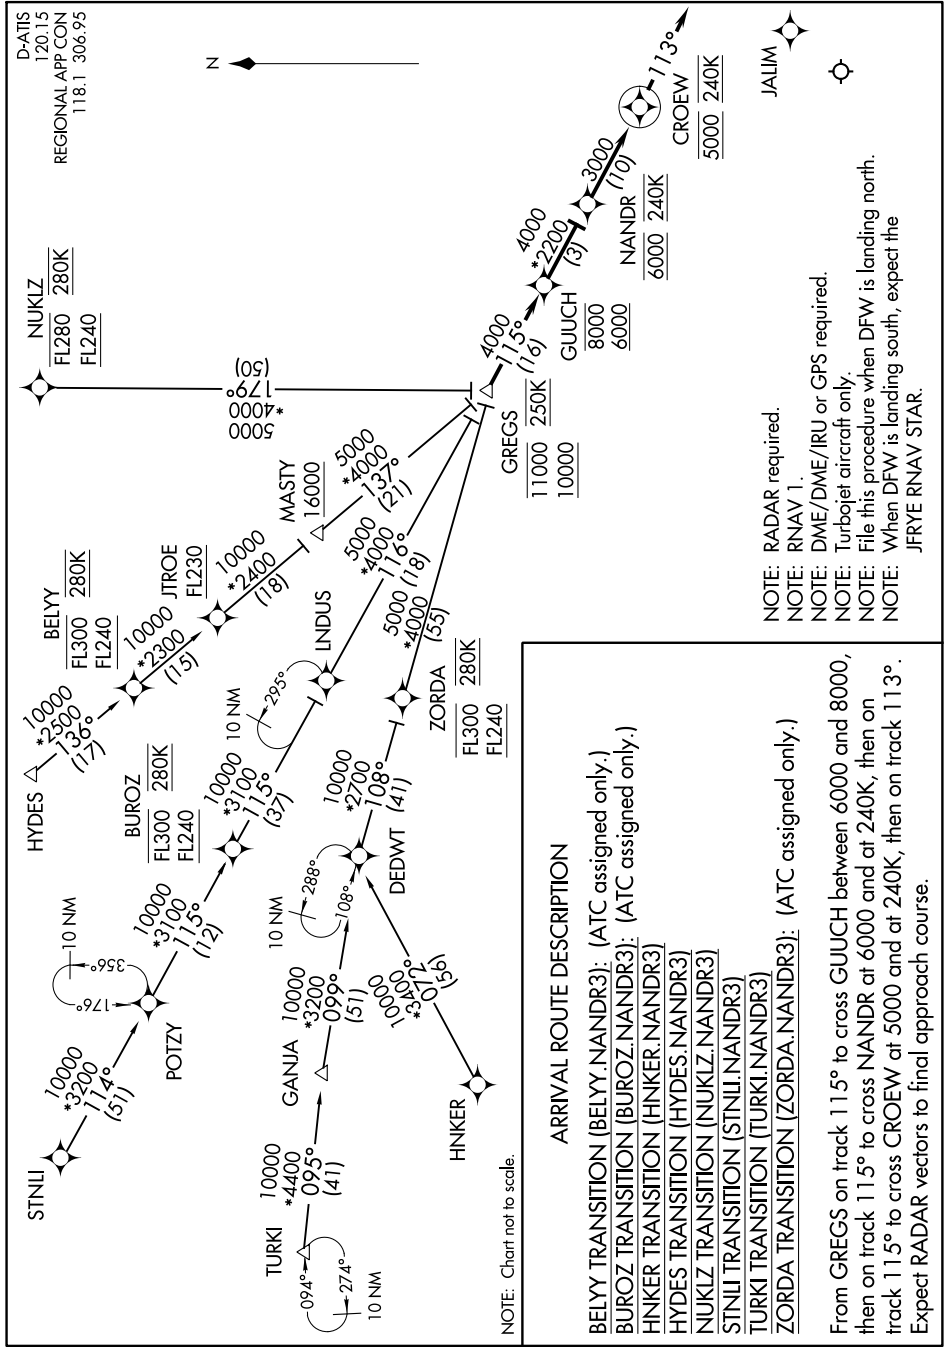 D-ATIS
120.15
REGIONAL APP CON
118.1 306.95
N
NUKLZ
FL280 280K
FL240
5000
*4000
179°
(50)
HYDES
10000
*2500
136°
(17)
BELYY
FL300 280K
FL240
10000
*2300
(15)
JTROE
FL230
10000
*2400
(18)
MASTY
16000
5000
*4000
137°
(21)
STNLI
10000
*3200
114°
(51)
POTZY
10 NM
356°
176°
10000
*3100
115°
(12)
BUROZ
FL300 280K
FL240
10000
*3100
115°
(37)
LNDUS
10 NM
295°
5000
*4000
116°
(18)
TURKI
094°
274°
10 NM
10000
*4400
095°
(41)
GANJA
10000
*3200
099°
(51)
HNKER
10000
*3400
072°
(56)
DEDWT
10 NM
288°
108°
10000
*2700
108°
(41)
ZORDA
FL300 280K
FL240
5000
*4000
(55)
GREGS
11000 250K
10000
4000
115°
(16)
GUUCH
8000
6000
4000
*2200
(3)
NANDR
6000 240K
3000
(10)
CROEW
5000 240K
113°
JALIM
NOTE: Chart not to scale.
NOTE: RADAR required.
NOTE: RNAV 1.
NOTE: DME/DME/IRU or GPS required.
NOTE: Turbojet aircraft only.
NOTE: File this procedure when DFW is landing north.
NOTE: When DFW is landing south, expect the
JFRYE RNAV STAR.
ARRIVAL ROUTE DESCRIPTION
BELYY TRANSITION (BELYY.NANDR3): (ATC assigned only.)
BUROZ TRANSITION (BUROZ.NANDR3): (ATC assigned only.)
HNKER TRANSITION (HNKER.NANDR3)
HYDES TRANSITION (HYDES.NANDR3)
NUKLZ TRANSITION (NUKLZ.NANDR3)
STNLI TRANSITION (STNLI.NANDR3)
TURKI TRANSITION (TURKI.NANDR3)
ZORDA TRANSITION (ZORDA.NANDR3): (ATC assigned only.)
From GREGS on track 115° to cross GUUCH between 6000 and 8000,
then on track 115° to cross NANDR at 6000 and at 240K, then on
track 115° to cross CROEW at 5000 and at 240K, then on track 113°.
Expect RADAR vectors to final approach course.